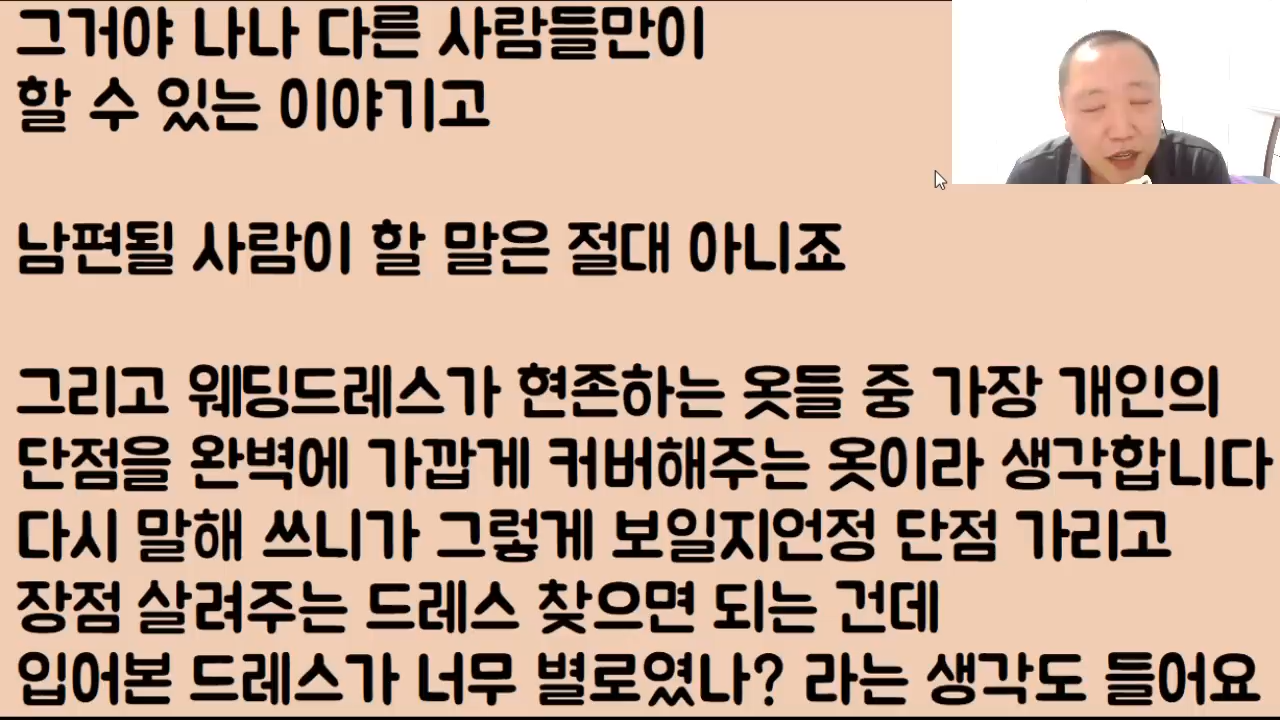 그거야 나나 다른 사람들만이
할 수 있는 이야기고
남편될 사람이 할 말은 절대 아니죠
그리고 웨딩드레스가 현존하는 옷들 중 가장 개인의
단점을 완벽에 가깝게 커버해주는 옷이라 생각합니다
다시 말해 쓰니가 그렇게 보일지언정 단점 가리고
장점 살려주는 드레스 찾으면 되는 건데
입어본 드레스가 너무 별로였나? 라는 생각도 들어요